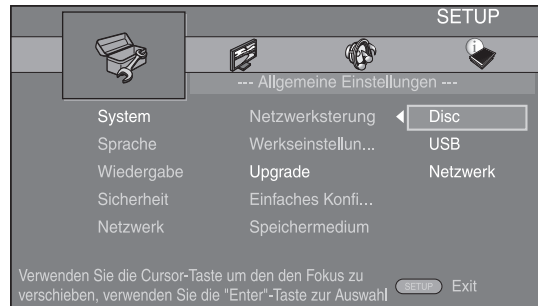 SETUP
--- Allgemeine Einstellungen ---
System Netzwerksterung Disc
Sprache Werkseinstellun... USB
Wiedergabe Upgrade Netzwerk
Sicherheit Einfaches Konfi...
Netzwerk Speichermedium
Verwenden Sie die Cursor-Taste um den den Fokus zu
verschieben, verwenden Sie die "Enter"-Taste zur Auswahl
SETUP Exit